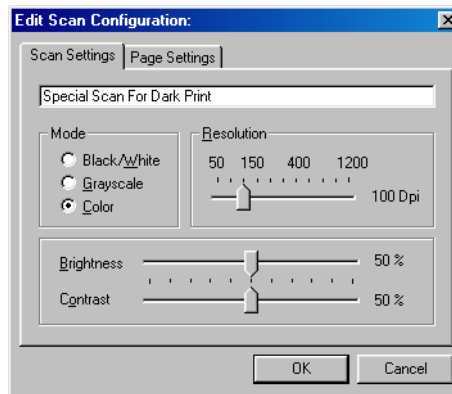 Edit Scan Configuration:
Scan Settings Page Settings
Special Scan For Dark Print
Mode
Black/White
Grayscale
Color
Resolution
50 150 400 1200
100 Dpi
Brightness 50 %
Contrast 50 %
OK Cancel